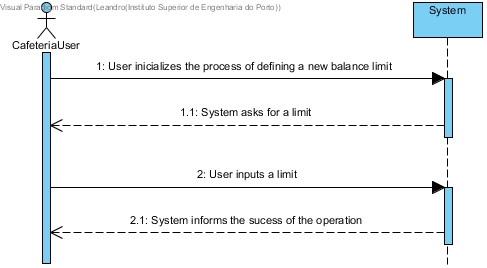 Visual Paradigm Standard(Leandro(Instituto Superior de Engenharia do Porto))
System
CafeteriaUser
1: User inicializes the process of defining a new balance limit
1.1: System asks for a limit
2: User inputs a limit
2.1: System informs the sucess of the operation